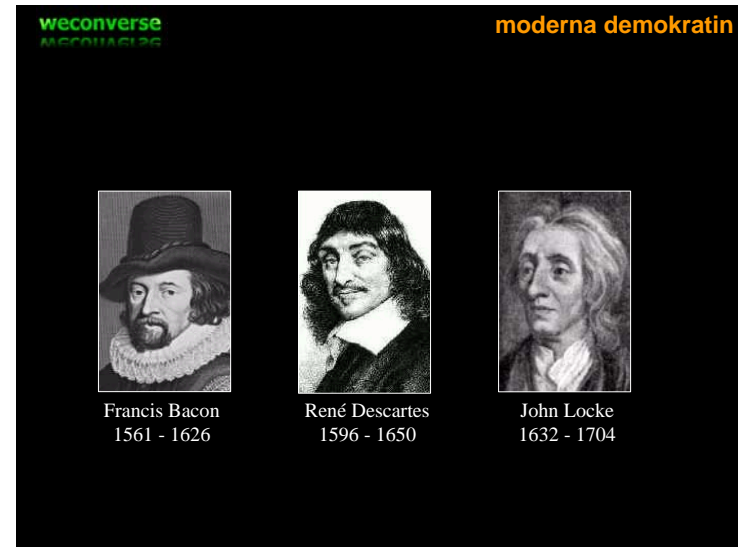 weconverse
moderna demokratin
Francis Bacon
1561 - 1626
René Descartes
1596 - 1650
John Locke
1632 - 1704